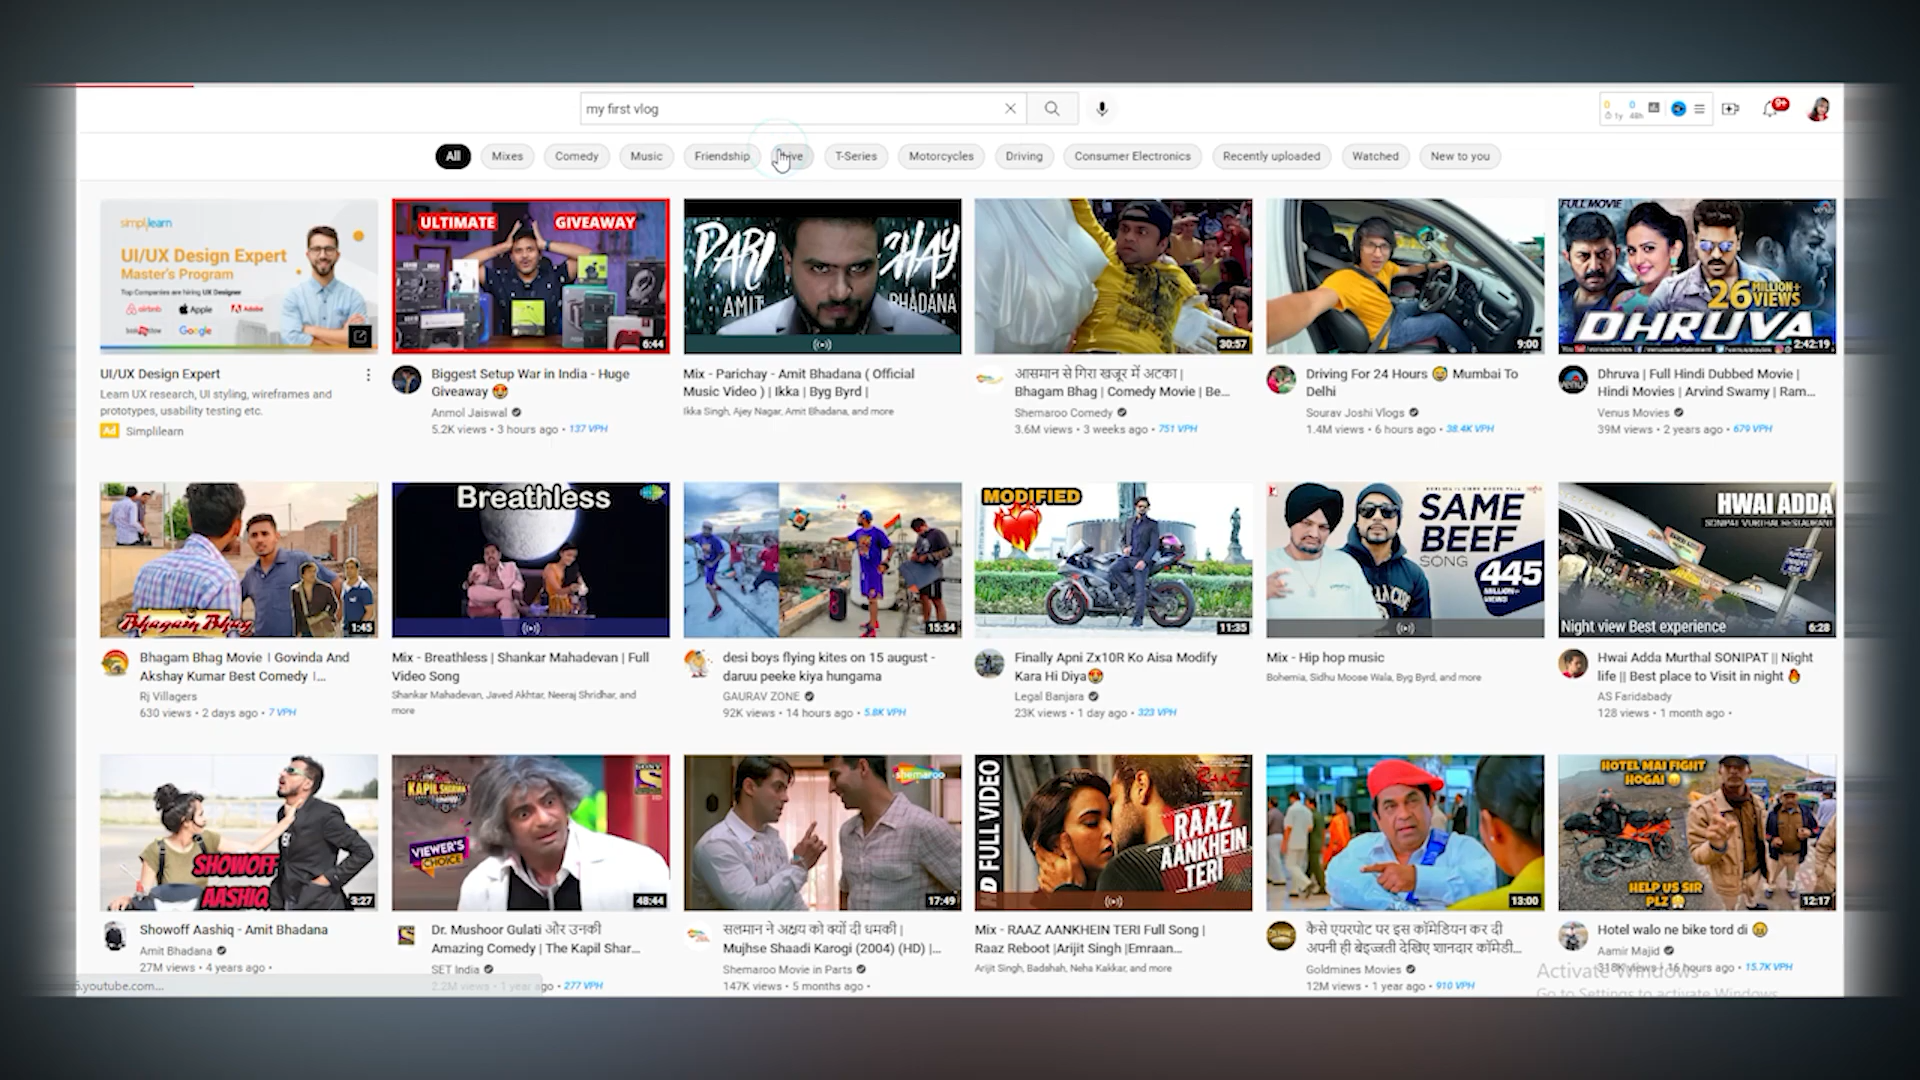 my first vlog
0 0
1y 48h
9+
All Mixes Comedy Music Friendship T-Series Motorcycles Driving Consumer Electronics Recently uploaded Watched New to you
simplilearn
UI/UX Design Expert
Master's Program
Top Companies are hiring UX Designer
airbnb Apple Adobe
Google
ULTIMATE GIVEAWAY
6:44
PARI CHAY
AMIT BHADANA
30:57
9:00
FULL MOVIE
26 MILLION+
VIEWS
DHRUVA
2:42:19
UI/UX Design Expert
Learn UX research, UI styling, wireframes and
prototypes, usability testing etc.
Ad Simplilearn
Biggest Setup War in India - Huge
Giveaway 😍
Anmol Jaiswal
5.2K views • 3 hours ago • 137 VPH
Mix - Parichay - Amit Bhadana ( Official
Music Video ) | Ikka | Byg Byrd |
Ikka Singh, Ajey Nagar, Amit Bhadana, and more
आसमान से गिरा खजूर में अटका |
Bhagam Bhag | Comedy Movie | Be...
Shemaroo Comedy
3.6M views • 3 weeks ago • 751 VPH
Driving For 24 Hours 😅 Mumbai To
Delhi
Sourav Joshi Vlogs
1.4M views • 6 hours ago • 38.4K VPH
Dhruva | Full Hindi Dubbed Movie |
Hindi Movies | Arvind Swamy | Ram...
Venus Movies
39M views • 2 years ago • 679 VPH
Bhagam Bhag
1:45
Breathless
15:54
MODIFIED
11:35
SAME
BEEF
SONG
445
MILLION+
VIEWS
HWAI ADDA
Night view Best experience
6:28
Bhagam Bhag Movie | Govinda And
Akshay Kumar Best Comedy |...
Rj Villagers
630 views • 2 days ago • 7 VPH
Mix - Breathless | Shankar Mahadevan | Full
Video Song
Shankar Mahadevan, Javed Akhtar, Neeraj Shridhar, and
more
desi boys flying kites on 15 august -
daruu peeke kiya hungama
GAURAV ZONE
92K views • 14 hours ago • 5.8K VPH
Finally Apni Zx10R Ko Aisa Modify
Kara Hi Diya😍
Legal Banjara
23K views • 1 day ago • 323 VPH
Mix - Hip hop music
Bohemia, Sidhu Moose Wala, Byg Byrd, and more
Hwai Adda Murthal SONIPAT || Night
life || Best place to Visit in night 🔥
AS Faridabady
128 views • 1 month ago •
SHOWOFF
AASHIQ
3:27
KAPIL SHARMA
VIEWER'S
CHOICE
SONY
48:44
shemaroo
17:49
HD FULL VIDEO
RAAZ
RAAZ
AANKHEIN
TERI
13:00
HOTEL MAI FIGHT
HOGAI
HELP US SIR
PLZ
12:17
Showoff Aashiq - Amit Bhadana
Amit Bhadana
27M views • 4 years ago •
Dr. Mushoor Gulati और उनकी
Amazing Comedy | The Kapil Shar...
SET India
2.2M views • 1 year ago • 277 VPH
सलमान ने अक्षय को क्यों दी धमकी |
Mujhse Shaadi Karogi (2004) (HD) |...
Shemaroo Movie in Parts
147K views • 5 months ago •
Mix - RAAZ AANKHEIN TERI Full Song |
Raaz Reboot |Arijit Singh |Emraan...
Arijit Singh, Badshah, Neha Kakkar, and more
कैसे एयरपोट पर इस कॉमेडियन कर दी
अपनी ही बेइज्जती देखिए शानदार कॉमेडी...
Goldmines Movies
12M views • 1 year ago • 910 VPH
Hotel walo ne bike tord di 😡
Aamir Majid
318K views • 16 hours ago • 15.7K VPH
Activate Windows
Go to Settings to activate Windows.
.youtube.com...